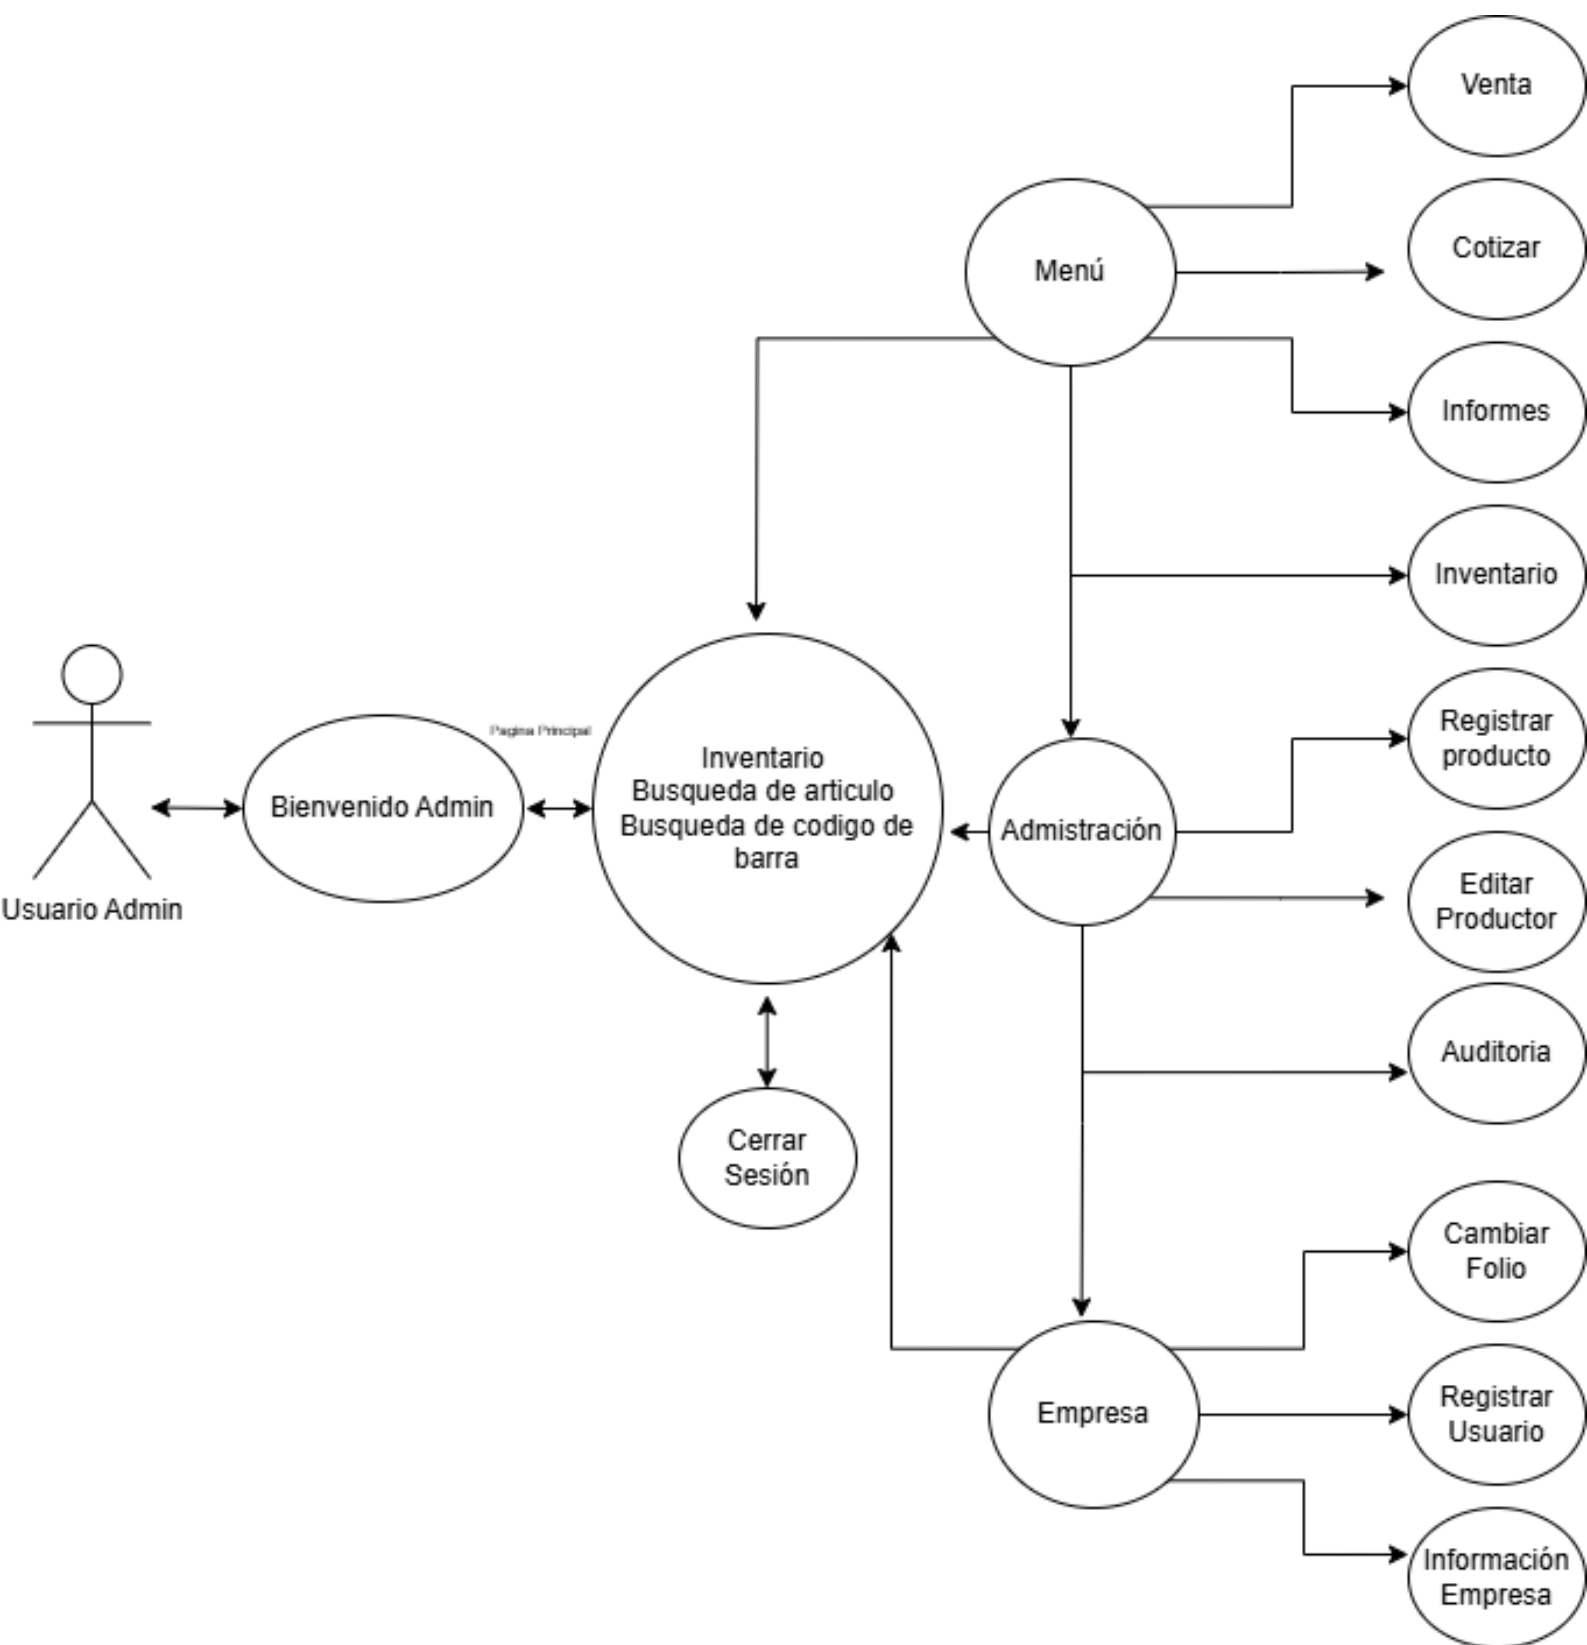 Venta
Cotizar
Menú
Informes
Inventario
Registrar
producto
Pagina Principal
Inventario
Busqueda de articulo
Busqueda de codigo de
barra
Bienvenido Admin
Admistración
Usuario Admin
Editar
Productor
Auditoria
Cerrar
Sesión
Cambiar
Folio
Empresa
Registrar
Usuario
Información
Empresa